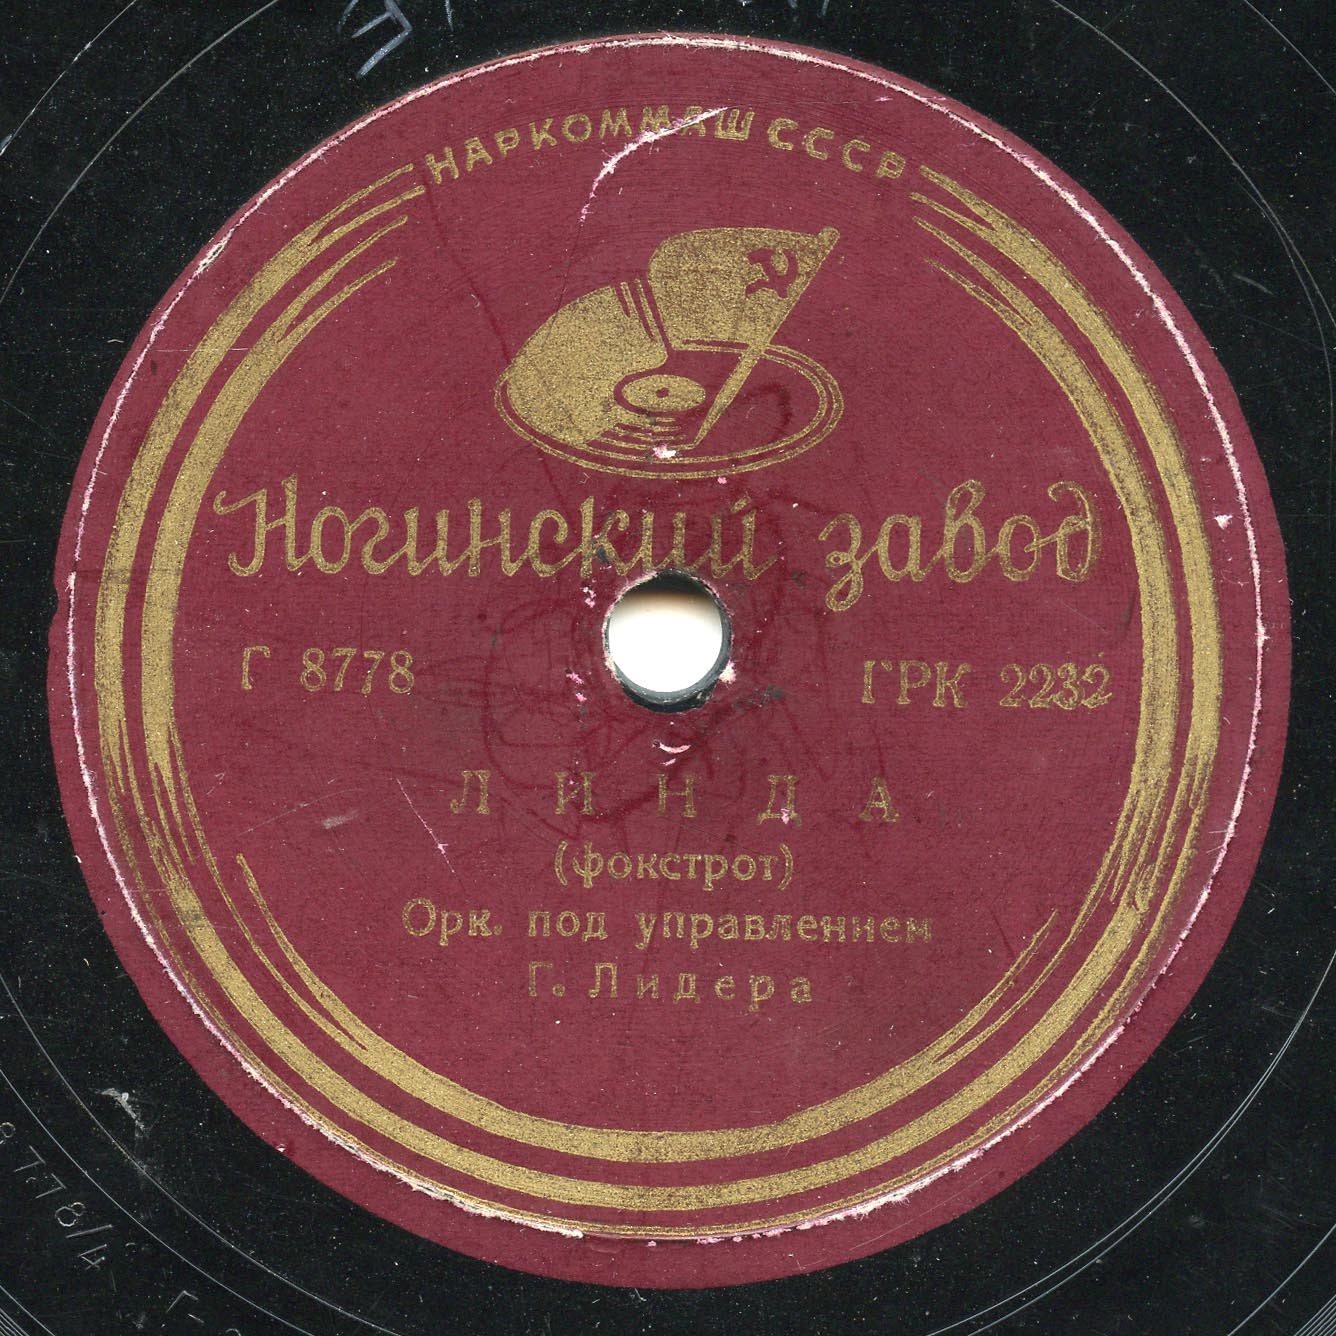 НАРКОММАШ СССР
Ногинский завод
Г 8778
ГРК 2232
ЛИНДА
(фокстрот)
Орк. под управлением
Г. Лидера